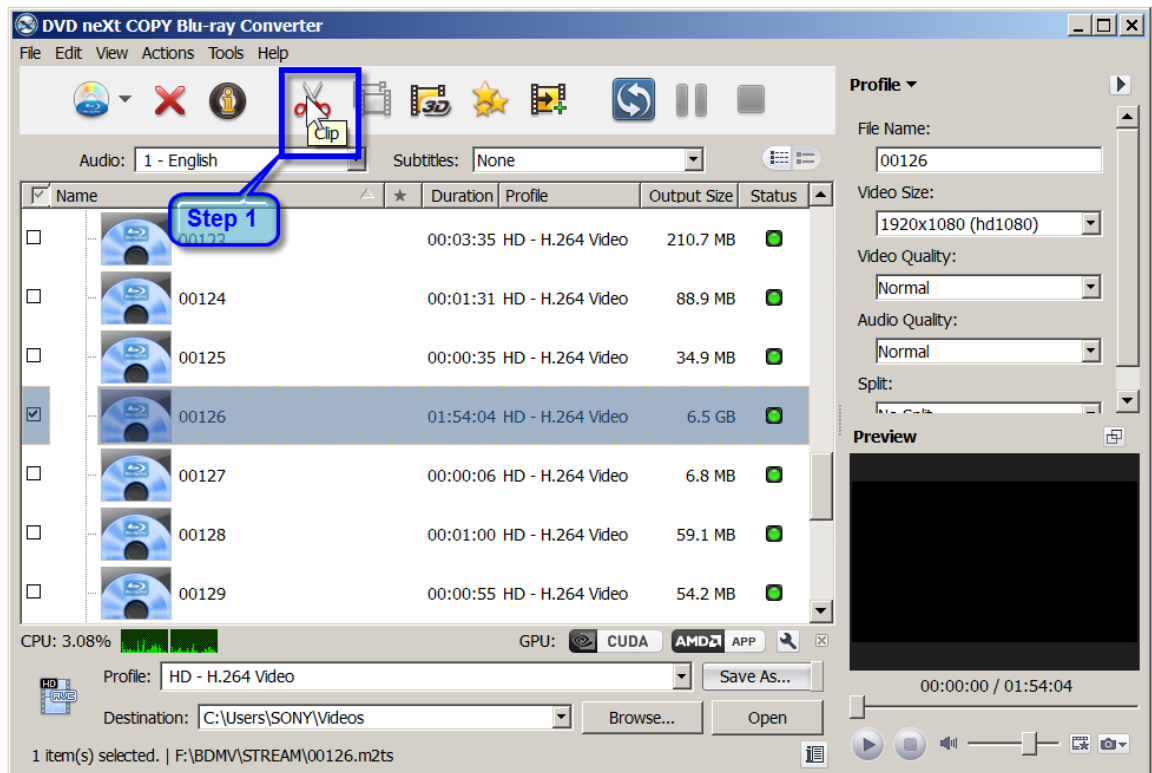 DVD neXt COPY Blu-ray Converter
File Edit View Actions Tools Help
3D
Clip
Audio: 1 - English
Subtitles: None
Step 1
Name ★ Duration Profile Output Size Status
00123 00:03:35 HD - H.264 Video 210.7 MB
00124 00:01:31 HD - H.264 Video 88.9 MB
00125 00:00:35 HD - H.264 Video 34.9 MB
00126 01:54:04 HD - H.264 Video 6.5 GB
00127 00:00:06 HD - H.264 Video 6.8 MB
00128 00:01:00 HD - H.264 Video 59.1 MB
00129 00:00:55 HD - H.264 Video 54.2 MB
CPU: 3.08% GPU: CUDA AMD APP
HD AVC
Profile: HD - H.264 Video Save As...
Destination: C:\Users\SONY\Videos Browse... Open
1 item(s) selected. | F:\BDMV\STREAM\00126.m2ts
Profile
File Name:
00126
Video Size:
1920x1080 (hd1080)
Video Quality:
Normal
Audio Quality:
Normal
Split:
No Split
Preview
00:00:00 / 01:54:04